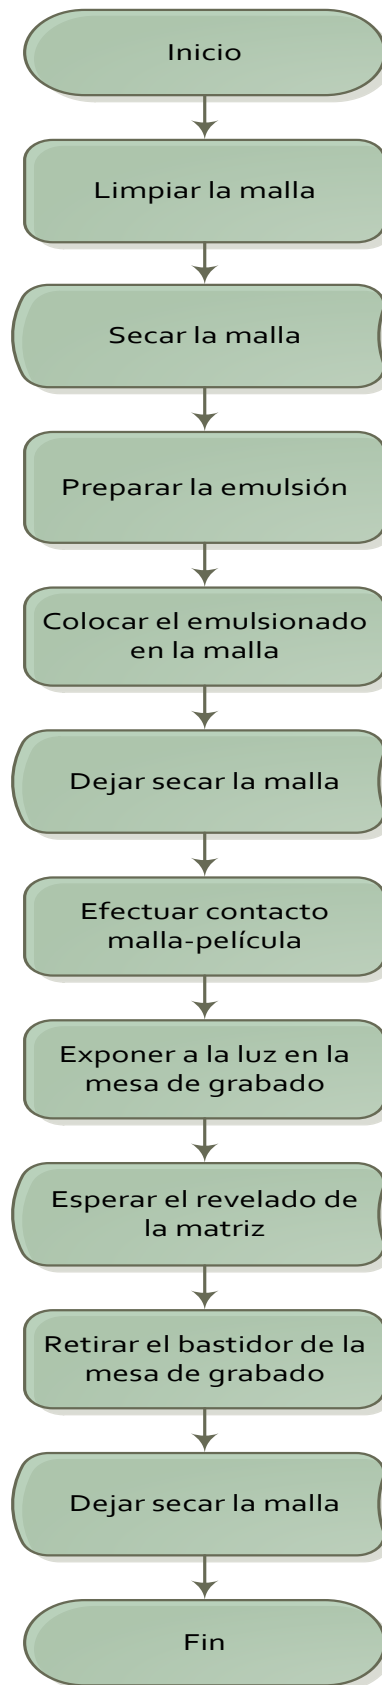 Inicio
Limpiar la malla
Secar la malla
Preparar la emulsión
Colocar el emulsionado
en la malla
Dejar secar la malla
Efectuar contacto
malla-película
Exponer a la luz en la
mesa de grabado
Esperar el revelado de
la matriz
Retirar el bastidor de la
mesa de grabado
Dejar secar la malla
Fin